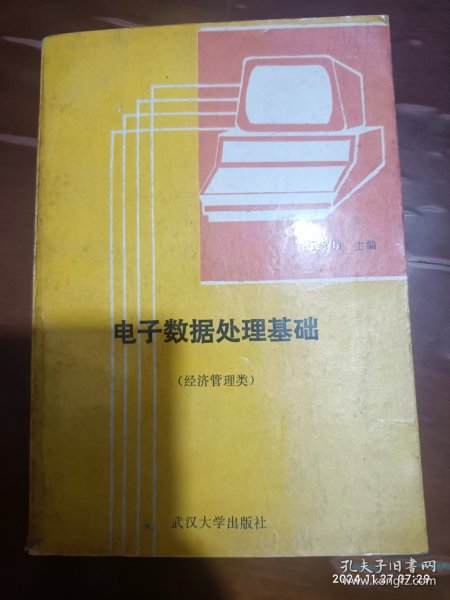 主编
电子数据处理基础
（经济管理类）
武汉大学出版社
孔夫子旧书网
2024.11.27 07:29